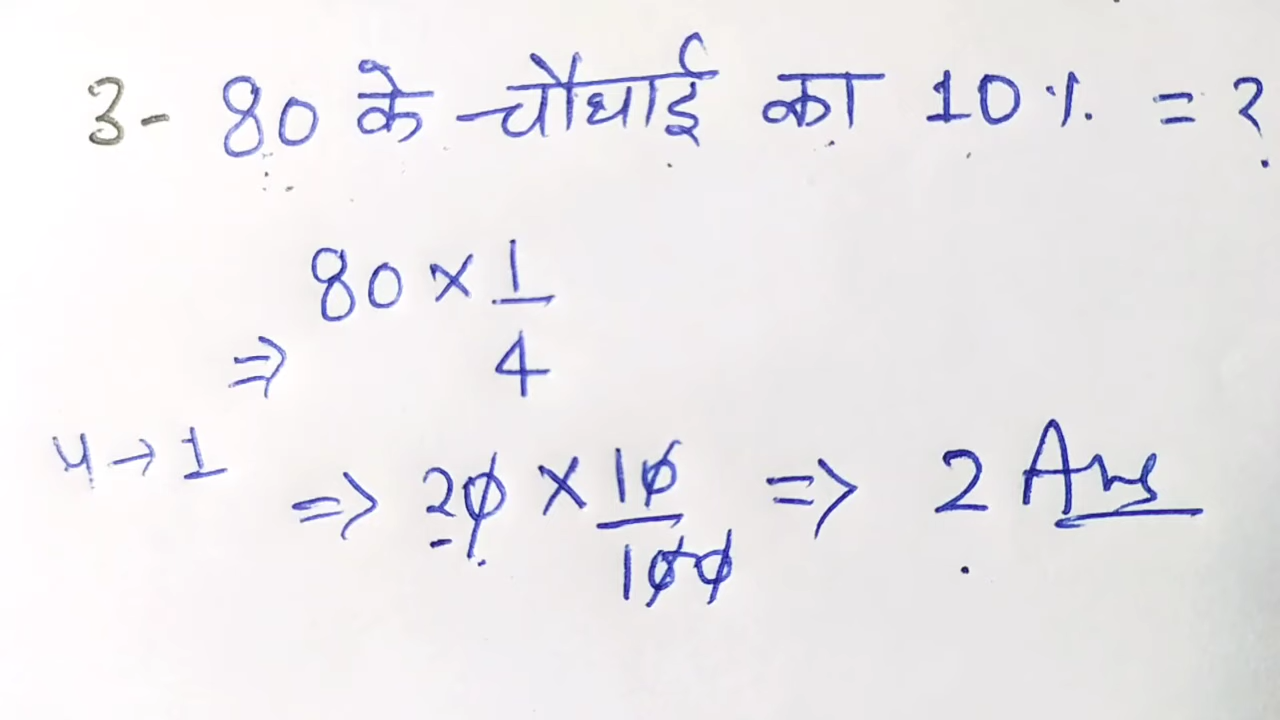 3- 80 के चौथाई का 10% = ?
80 × 1/4
⇒
4 → 1
⇒ 20 × 10/100 ⇒ 2 Ans